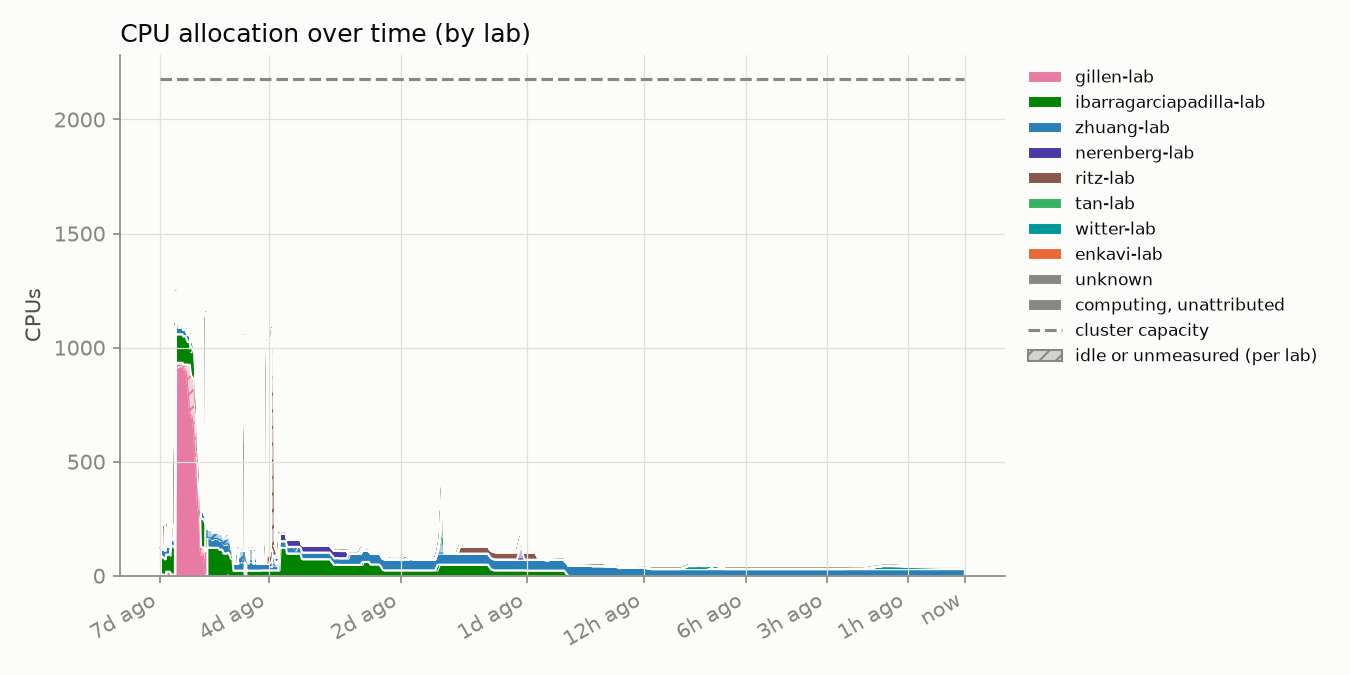 CPU allocation over time (by lab)
CPUs
2000
1500
1000
500
0
7d ago
4d ago
2d ago
1d ago
12h ago
6h ago
3h ago
1h ago
now
gillen-lab
ibarragarciapadilla-lab
zhuang-lab
nerenberg-lab
ritz-lab
tan-lab
witter-lab
enkavi-lab
unknown
computing, unattributed
cluster capacity
idle or unmeasured (per lab)